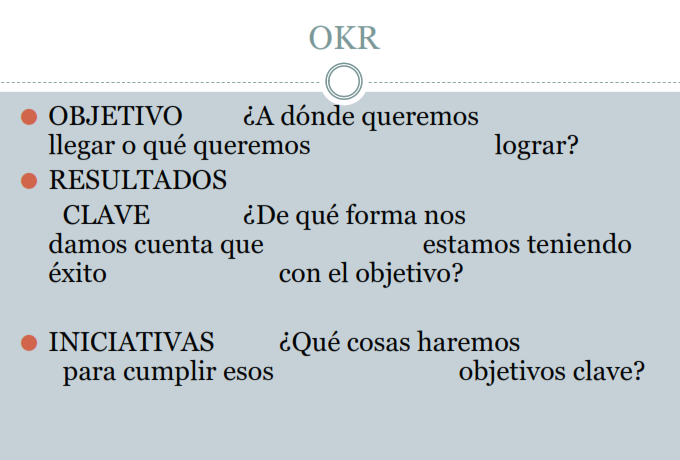 OKR
OBJETIVO ¿A dónde queremos
llegar o qué queremos lograr?
RESULTADOS
CLAVE ¿De qué forma nos
damos cuenta que estamos teniendo
éxito con el objetivo?
INICIATIVAS ¿Qué cosas haremos
para cumplir esos objetivos clave?